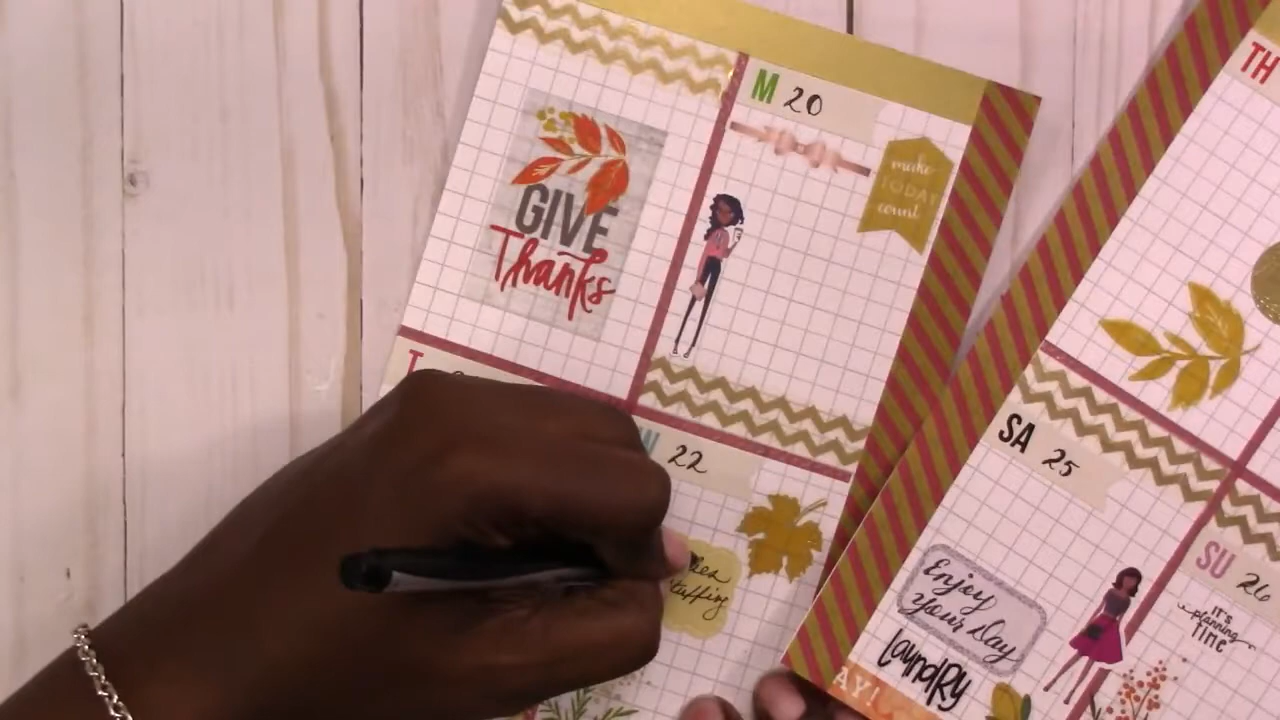 M 20
make
TODAY
count
GIVE
Thanks
T
22
TH
SA 25
Enjoy
Your Day
Laundry
AY!
SU 26
IT'S
planning
TIME